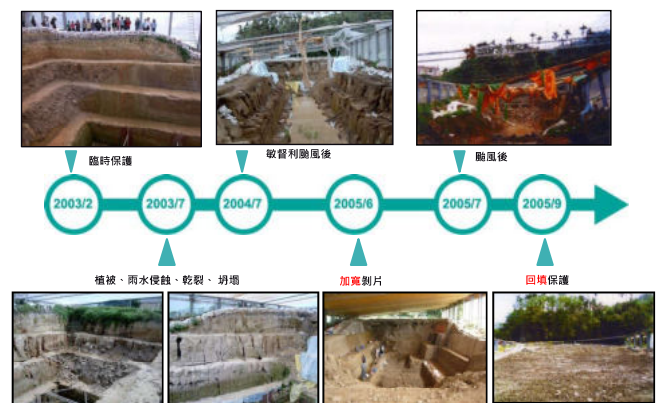 臨時保護
敏督利颱風後
颱風後
2003/2
2003/7
2004/7
2005/6
2005/7
2005/9
植被、雨水侵蝕、乾裂、坍塌
加寬剝片
回填保護